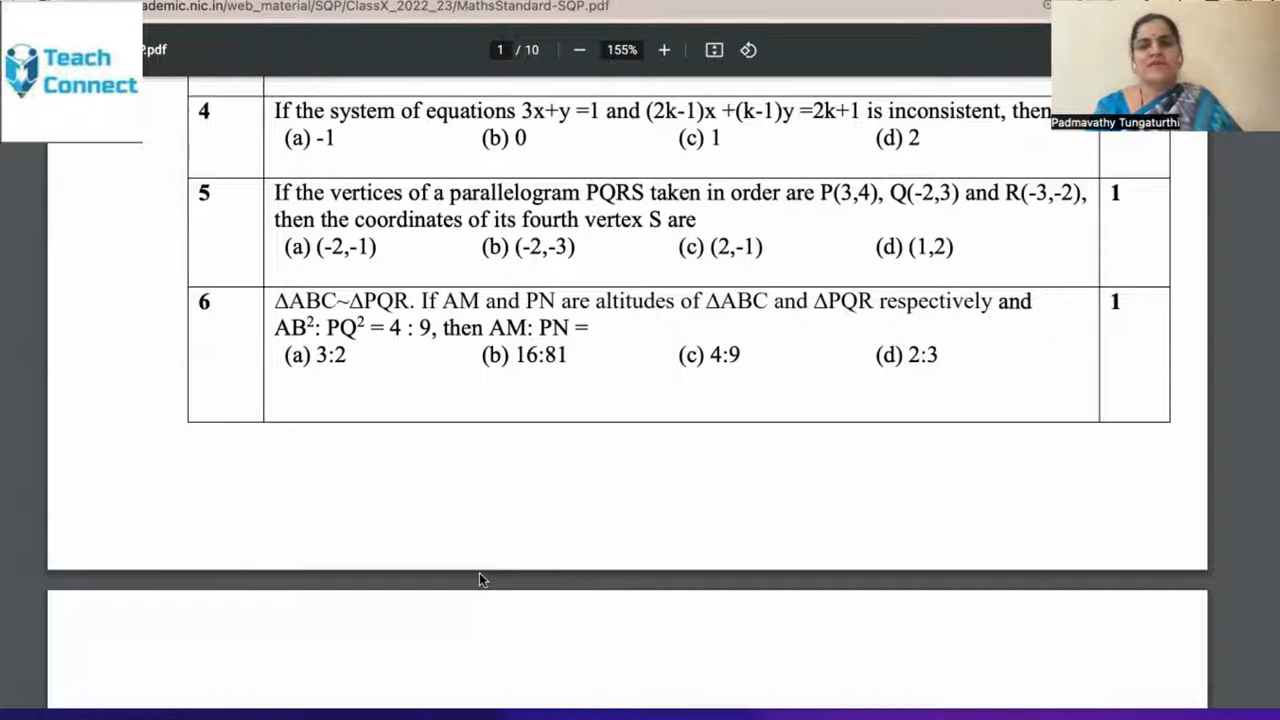 ademic.nic.in/web_material/SQP/ClassX_2022_23/MathsStandard-SQP.pdf
Teach
Connect
.pdf
1 / 10 — 155% +
Padmavathy Tungaturthi
4 If the system of equations 3x+y =1 and (2k-1)x +(k-1)y =2k+1 is inconsistent, then
(a) -1 (b) 0 (c) 1 (d) 2
5 If the vertices of a parallelogram PQRS taken in order are P(3,4), Q(-2,3) and R(-3,-2), 1
then the coordinates of its fourth vertex S are
(a) (-2,-1) (b) (-2,-3) (c) (2,-1) (d) (1,2)
6 ΔABC~ΔPQR. If AM and PN are altitudes of ΔABC and ΔPQR respectively and 1
AB²: PQ² = 4 : 9, then AM: PN =
(a) 3:2 (b) 16:81 (c) 4:9 (d) 2:3